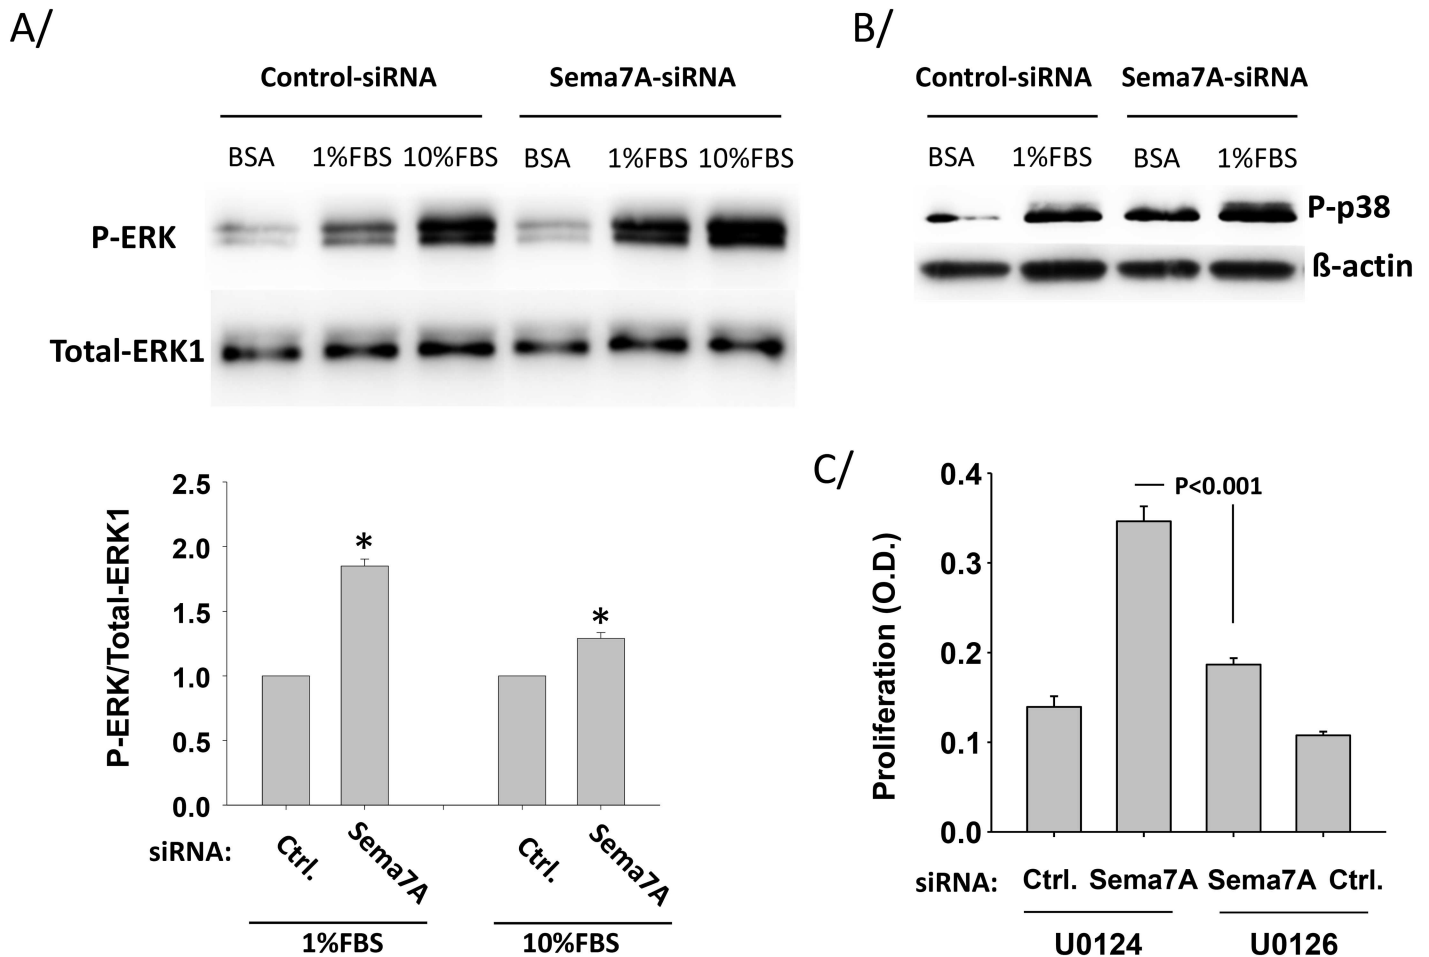 A/
Control-siRNA Sema7A-siRNA
BSA 1%FBS 10%FBS BSA 1%FBS 10%FBS
P-ERK
Total-ERK1
2.5
2.0
1.5
1.0
0.5
0.0
P-ERK/Total-ERK1
*
*
siRNA: Ctrl. Sema7A Ctrl. Sema7A
1%FBS 10%FBS
B/
Control-siRNA Sema7A-siRNA
BSA 1%FBS BSA 1%FBS
P-p38
ß-actin
C/
0.4
0.3
0.2
0.1
0.0
Proliferation (O.D.)
P<0.001
siRNA: Ctrl. Sema7A Sema7A Ctrl.
U0124 U0126